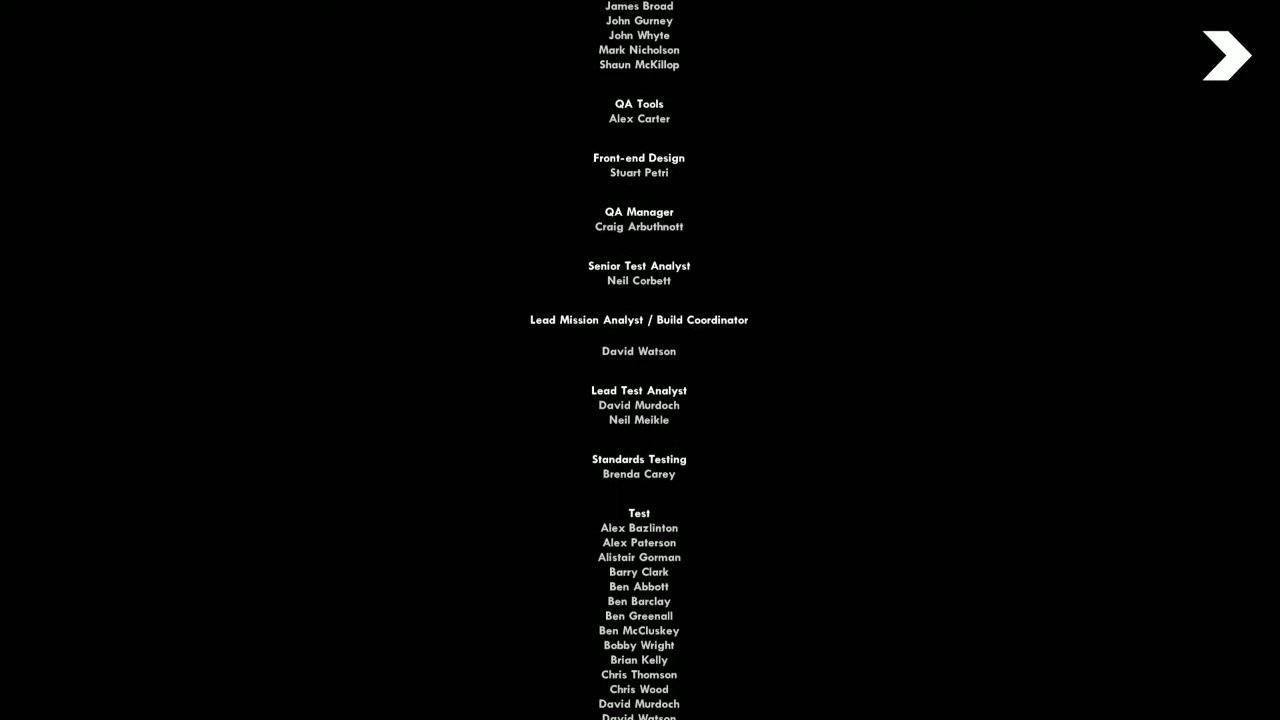 James Broad
John Gurney
John Whyte
Mark Nicholson
Shaun McKillop
QA Tools
Alex Carter
Front-end Design
Stuart Petri
QA Manager
Craig Arbuthnott
Senior Test Analyst
Neil Corbett
Lead Mission Analyst / Build Coordinator
David Watson
Lead Test Analyst
David Murdoch
Neil Meikle
Standards Testing
Brenda Carey
Test
Alex Bazlinton
Alex Paterson
Alistair Gorman
Barry Clark
Ben Abbott
Ben Barclay
Ben Greenall
Ben McCluskey
Bobby Wright
Brian Kelly
Chris Thomson
Chris Wood
David Murdoch
David Watson